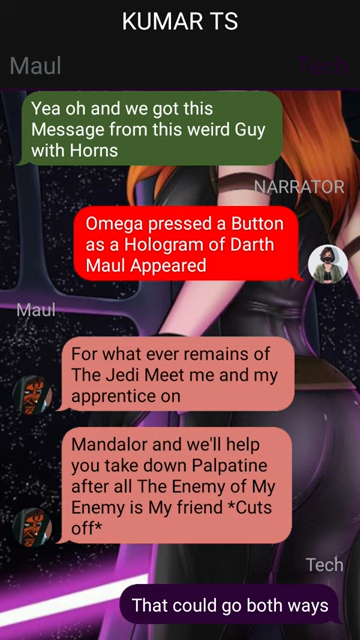 KUMAR TS
Maul
Tech
Yea oh and we got this
Message from this weird Guy
with Horns
NARRATOR
Omega pressed a Button
as a Hologram of Darth
Maul Appeared
Maul
For what ever remains of
The Jedi Meet me and my
apprentice on
Mandalor and we'll help
you take down Palpatine
after all The Enemy of My
Enemy is My friend *Cuts
off*
Tech
That could go both ways